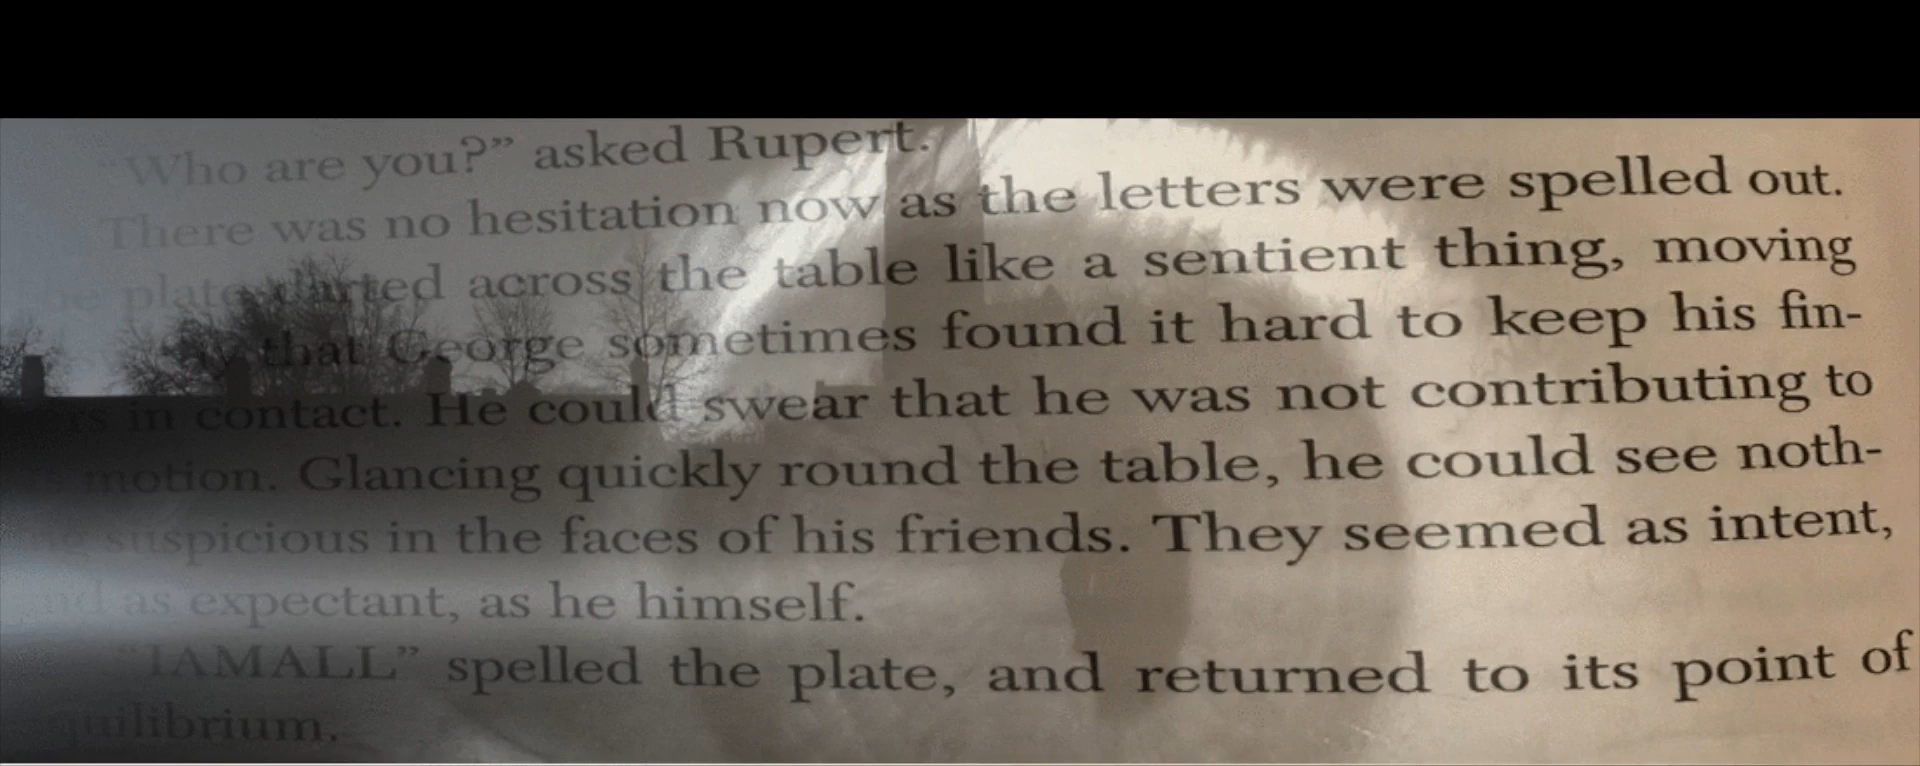 "Who are you?" asked Rupert.
There was no hesitation now as the letters were spelled out.
plate darted across the table like a sentient thing, moving
that George sometimes found it hard to keep his fin-
in contact. He could swear that he was not contributing to
motion. Glancing quickly round the table, he could see noth-
suspicious in the faces of his friends. They seemed as intent,
as expectant, as he himself.
"IAMALL" spelled the plate, and returned to its point of
equilibrium.